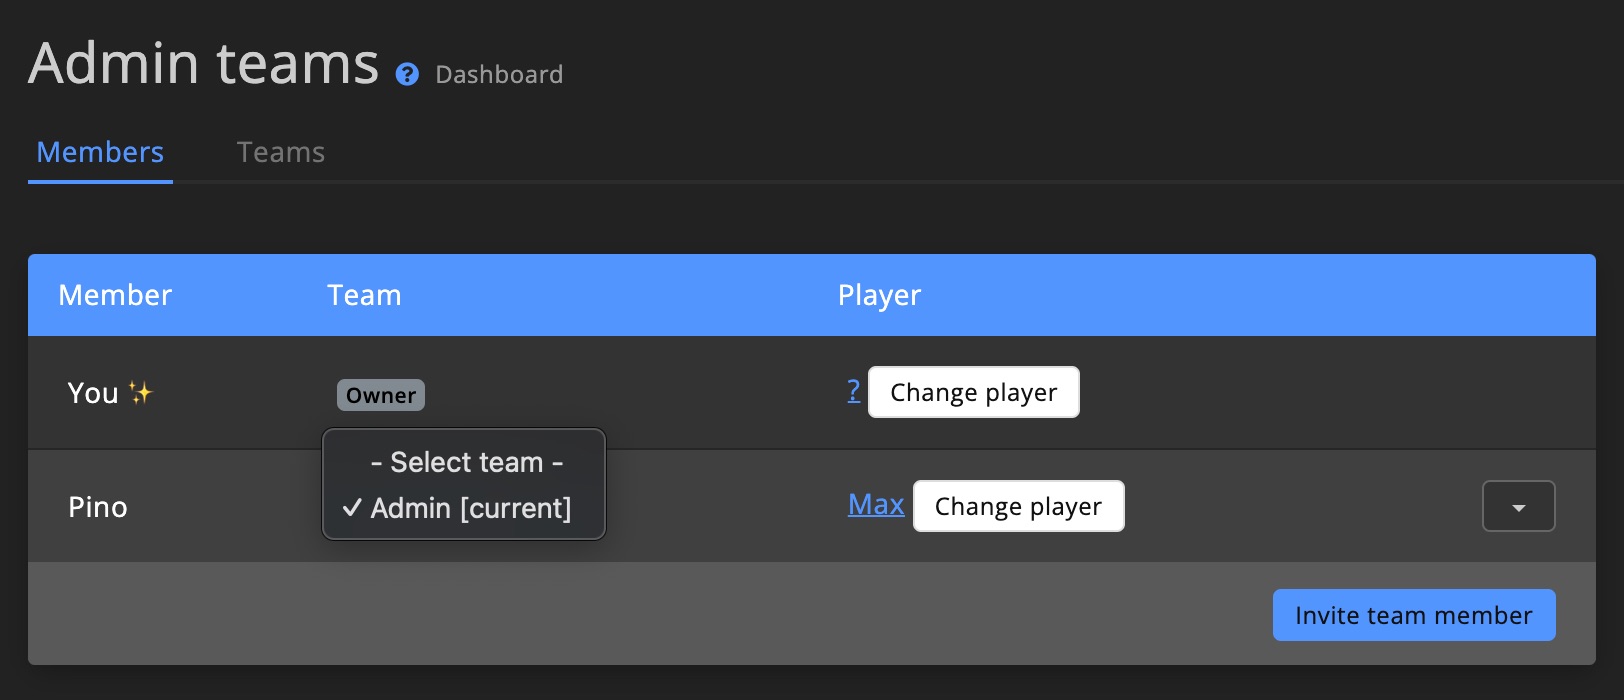 Admin teams ? Dashboard
Members Teams
Member Team Player
You ✨ Owner ? Change player
- Select team -
Pino ✓ Admin [current] Max Change player
Invite team member